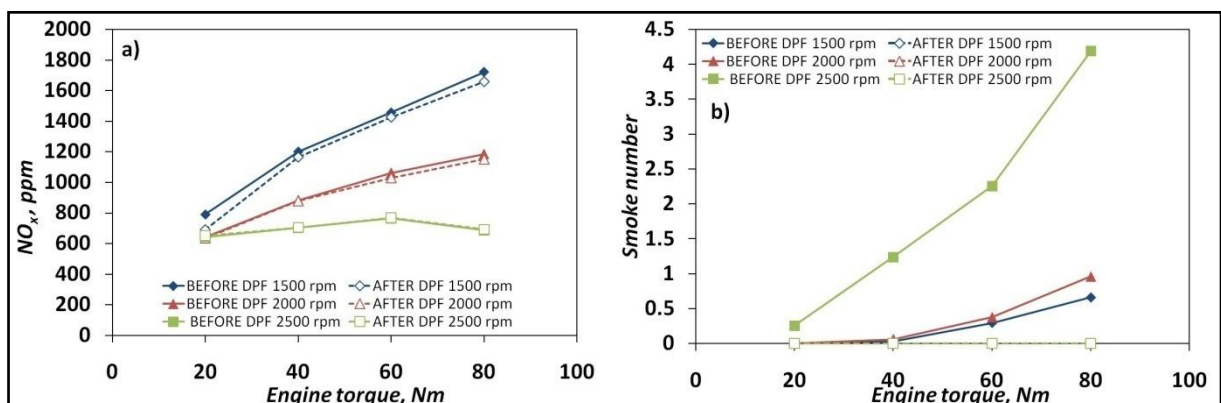 a)
2000
1800
1600
1400
1200
1000
800
600
400
200
0
NOx, ppm
BEFORE DPF 1500 rpm AFTER DPF 1500 rpm
BEFORE DPF 2000 rpm AFTER DPF 2000 rpm
BEFORE DPF 2500 rpm AFTER DPF 2500 rpm
0 20 40 60 80 100
Engine torque, Nm
b)
4.5
4
3.5
3
2.5
2
1.5
1
0.5
0
Smoke number
BEFORE DPF 1500 rpm AFTER DPF 1500 rpm
BEFORE DPF 2000 rpm AFTER DPF 2000 rpm
BEFORE DPF 2500 rpm AFTER DPF 2500 rpm
0 20 40 60 80 100
Engine torque, Nm